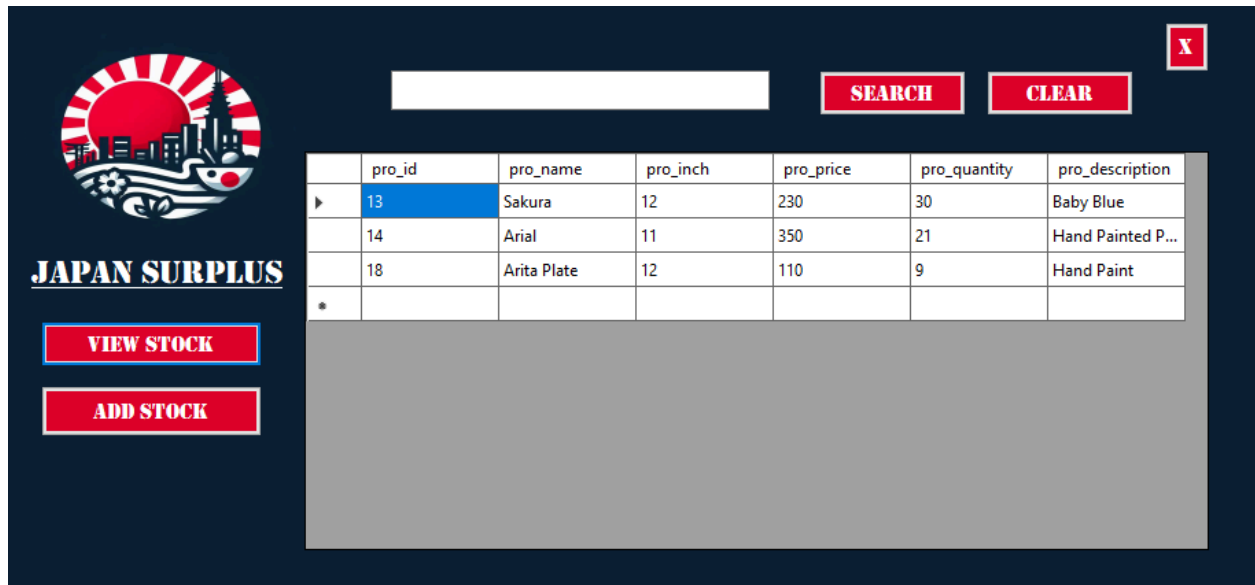 X
SEARCH CLEAR
pro_id pro_name pro_inch pro_price pro_quantity pro_description
13 Sakura 12 230 30 Baby Blue
14 Arial 11 350 21 Hand Painted P...
18 Arita Plate 12 110 9 Hand Paint
JAPAN SURPLUS
VIEW STOCK
ADD STOCK